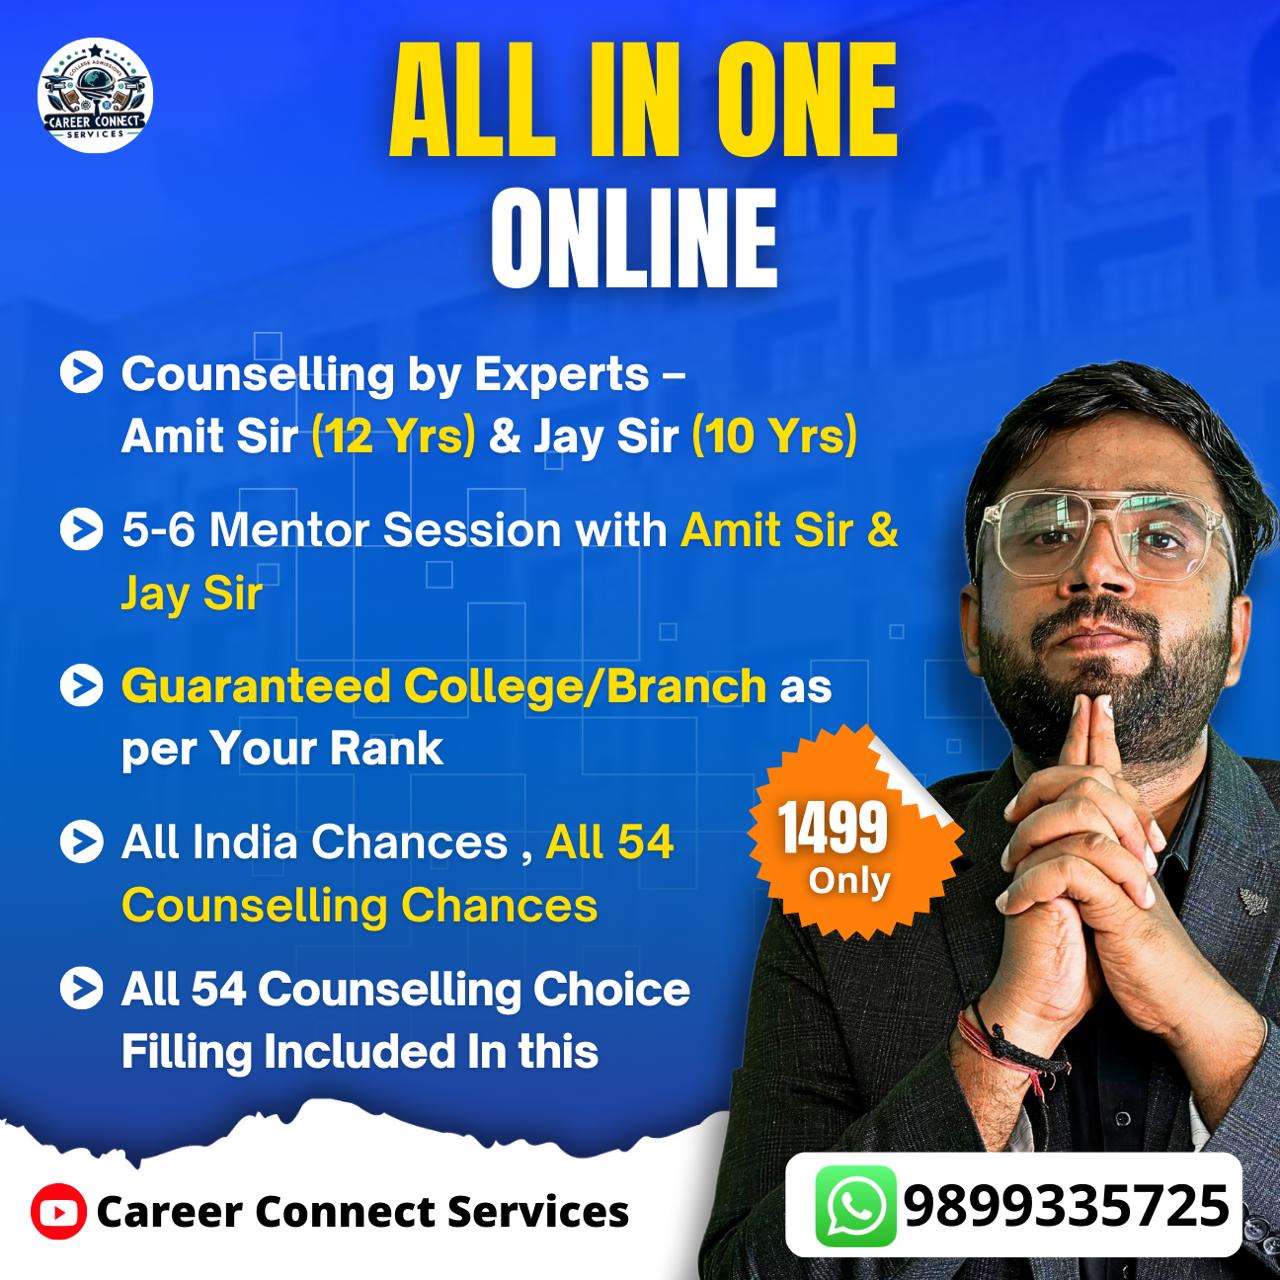 COLLEGE ADMISSIONS
CAREER CONNECT
SERVICES
ALL IN ONE
ONLINE
Counselling by Experts –
Amit Sir (12 Yrs) & Jay Sir (10 Yrs)
5-6 Mentor Session with Amit Sir &
Jay Sir
Guaranteed College/Branch as
per Your Rank
All India Chances , All 54
Counselling Chances
All 54 Counselling Choice
Filling Included In this
1499
Only
Career Connect Services
9899335725